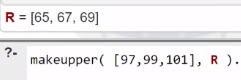 R = [65, 67, 69]
?- makeupper( [97,99,101], R ).